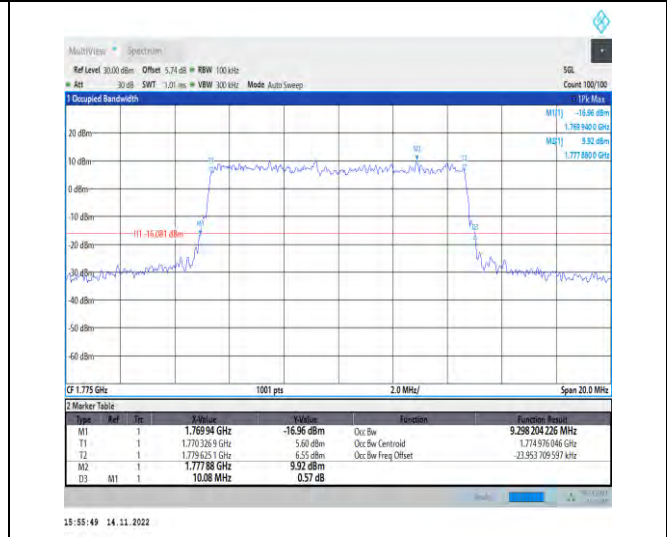 MultiView Spectrum
Ref Level 30.00 dBm Offset 5.74 dB RBW 100 kHz SGL
Att 30 dB SWT 1.01 ms VBW 300 kHz Mode Auto Sweep Count 100/100
1 Occupied Bandwidth 1Pk Max
M1[1] -16.96 dBm
1.769 940 0 GHz
M2[1] 9.92 dBm
1.777 880 0 GHz
20 dBm
10 dBm
M2
T1
T2
0 dBm
-10 dBm
M1
D3
H1 -16.081 dBm
-20 dBm
-30 dBm
-40 dBm
-50 dBm
-60 dBm
CF 1.775 GHz 1001 pts 2.0 MHz/ Span 20.0 MHz
2 Marker Table
Type Ref Trc X-Value Y-Value Function Function Result
M1 1 1.769 94 GHz -16.96 dBm Occ Bw 9.298 204 226 MHz
T1 1 1.770 326 9 GHz 5.60 dBm Occ Bw Centroid 1.774 976 046 GHz
T2 1 1.779 625 1 GHz 6.55 dBm Occ Bw Freq Offset -23.953 709 597 kHz
M2 1 1.777 88 GHz 9.92 dBm
D3 M1 1 10.08 MHz 0.57 dB
Ready
15:55:49 14.11.2022